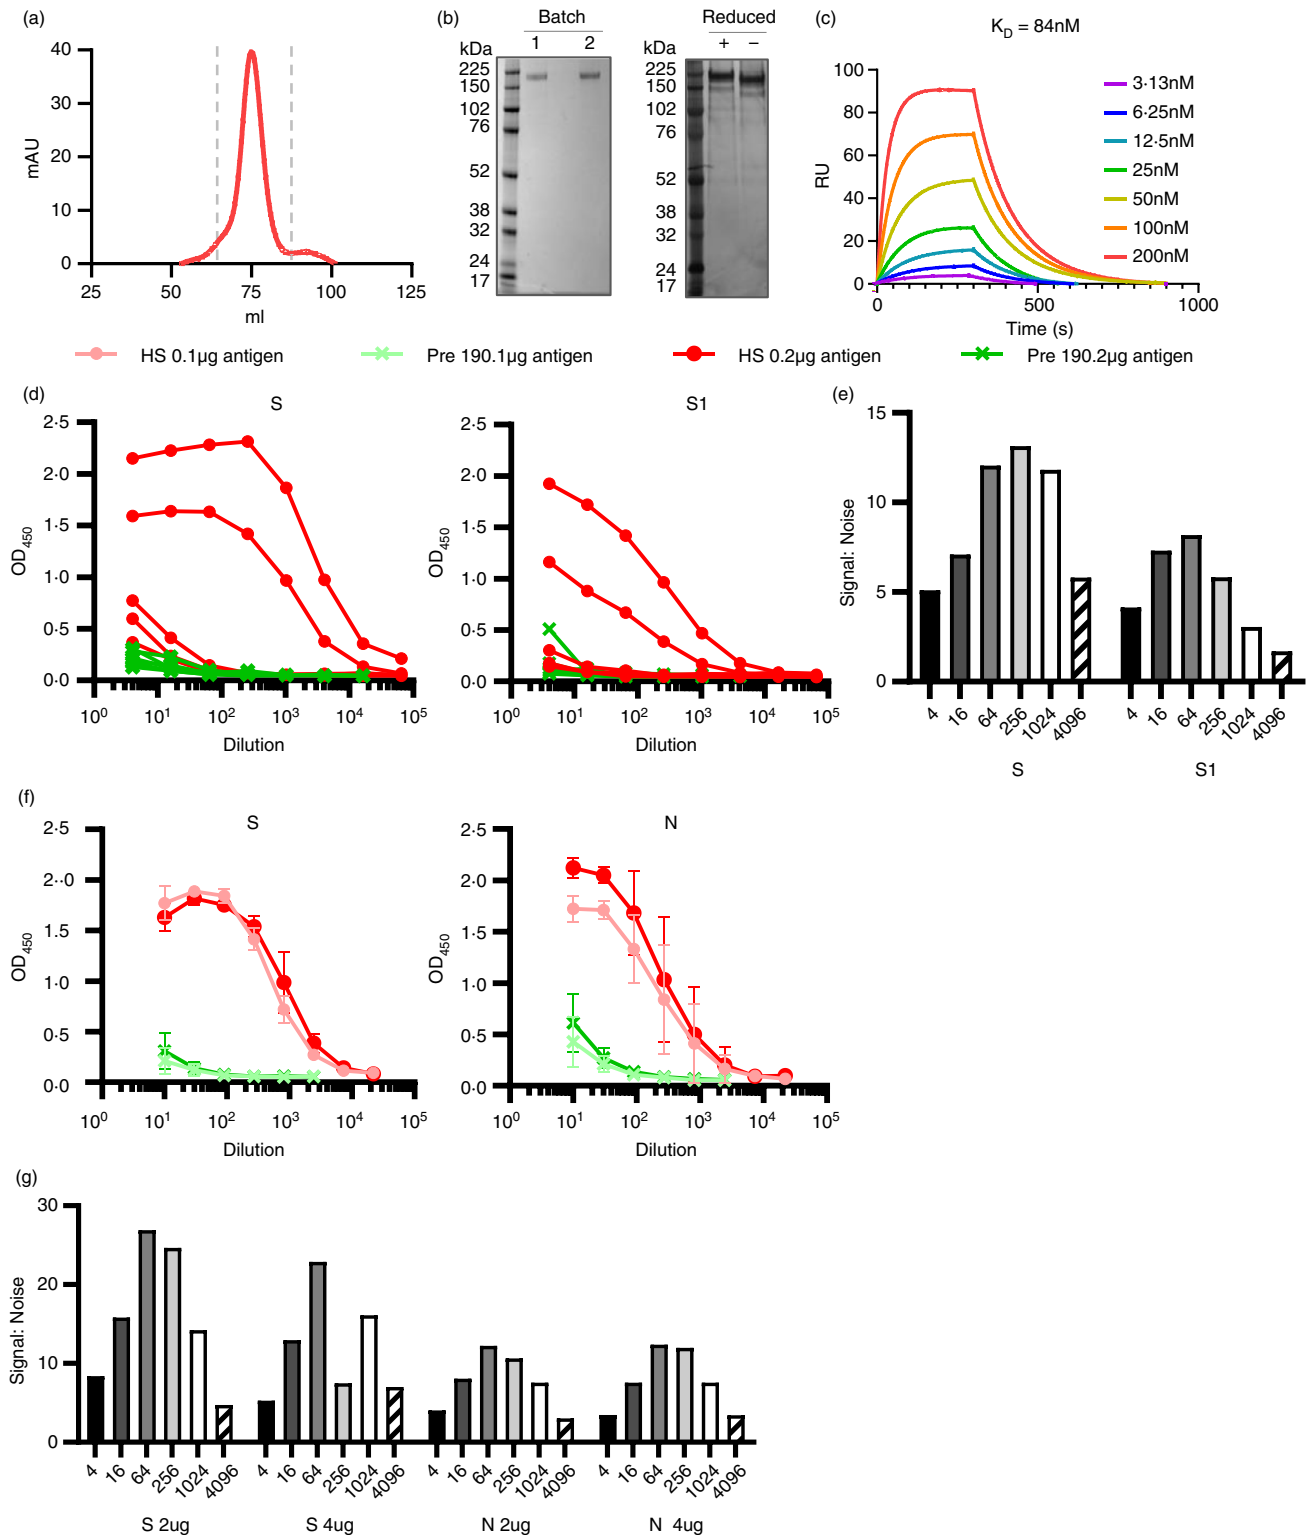 (a)
40
30
20
10
0
mAU
25 50 75 100 125
ml
(b)
Batch
kDa 1 2
225
150
102
76
52
38
32
24
17
Reduced
kDa + −
225
150
102
76
52
38
32
24
17
(c)
K_D = 84nM
100
80
60
40
20
0
RU
0 500 1000
Time (s)
3·13nM
6·25nM
12·5nM
25nM
50nM
100nM
200nM
HS 0.1µg antigen Pre 190.1µg antigen HS 0.2µg antigen Pre 190.2µg antigen
(d)
S
2·5
2·0
1·5
1·0
0·5
0·0
OD450
10^0 10^1 10^2 10^3 10^4 10^5
Dilution
S1
2·5
2·0
1·5
1·0
0·5
0·0
OD450
10^0 10^1 10^2 10^3 10^4 10^5
Dilution
(e)
15
10
5
0
Signal: Noise
4 16 64 256 1024 4096 4 16 64 256 1024 4096
S S1
(f)
S
2·5
2··0
1·5
1·0
0·5
0·0
OD450
10^0 10^1 10^2 10^3 10^4 10^5
Dilution
N
2·5
2·0
1·5
1·0
0·5
0·0
OD450
10^0 10^1 10^2 10^3 10^4 10^5
Dilution
(g)
30
20
10
0
Signal: Noise
4 16 64 256 1024 4096 4 16 64 256 1024 4096 4 16 64 256 1024 4096 4 16 64 256 1024 4096
S 2ug S 4ug N 2ug N 4ug